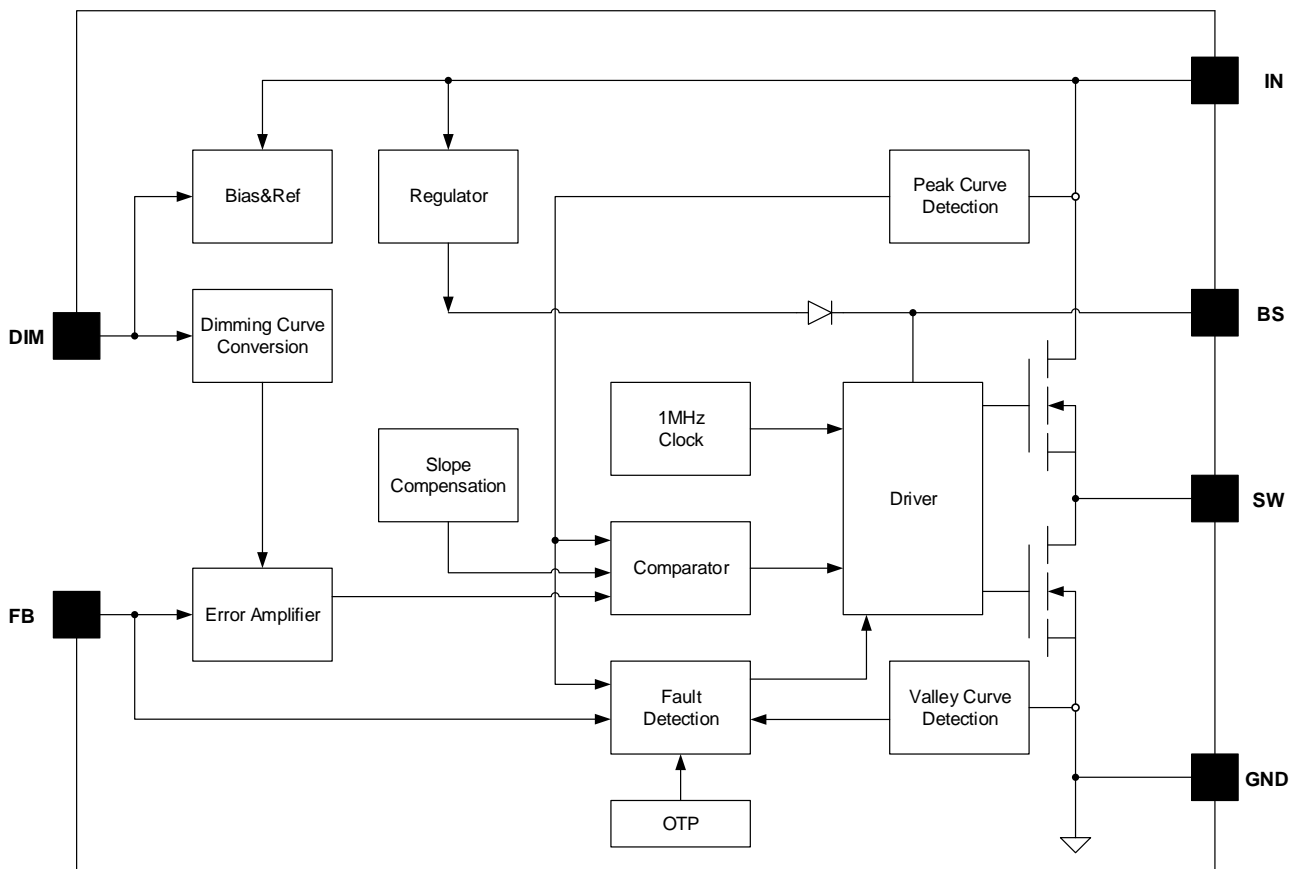 IN
Bias&Ref
Regulator
Peak Curve
Detection
DIM
Dimming Curve
Conversion
BS
1MHz
Clock
Slope
Compensation
Driver
SW
Comparator
FB
Error Amplifier
Fault
Detection
Valley Curve
Detection
GND
OTP